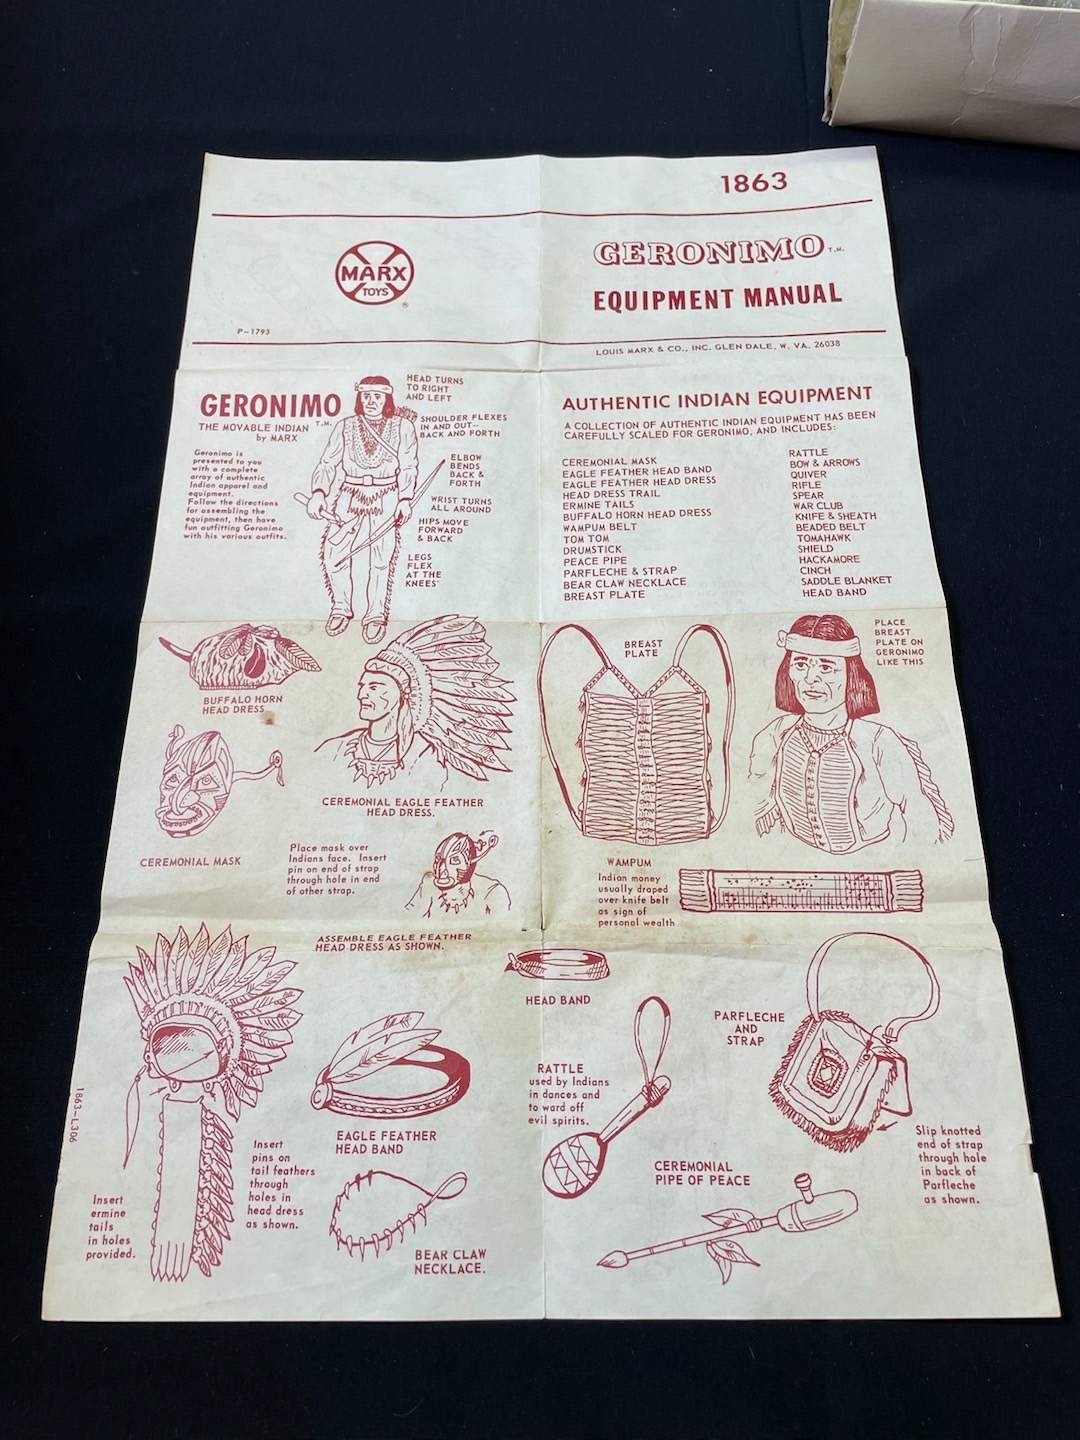 1863
MARX
TOYS
®
P-1793
GERONIMO T.M.
EQUIPMENT MANUAL
LOUIS MARX & CO., INC. GLEN DALE, W. VA. 26038
GERONIMO T.M.
THE MOVABLE INDIAN
by MARX
Geronimo is
presented to you
with a complete
array of authentic
Indian apparel and
equipment.
Follow the directions
for assembling the
equipment, then have
fun outfitting Geronimo
with his various outfits.
HEAD TURNS
TO RIGHT
AND LEFT
SHOULDER FLEXES
IN AND OUT--
BACK AND FORTH
ELBOW
BENDS
BACK &
FORTH
WRIST TURNS
ALL AROUND
HIPS MOVE
FORWARD
& BACK
LEGS
FLEX
AT THE
KNEES
AUTHENTIC INDIAN EQUIPMENT
A COLLECTION OF AUTHENTIC INDIAN EQUIPMENT HAS BEEN
CAREFULLY SCALED FOR GERONIMO, AND INCLUDES:
CEREMONIAL MASK
EAGLE FEATHER HEAD BAND
EAGLE FEATHER HEAD DRESS
HEAD DRESS TRAIL
ERMINE TAILS
BUFFALO HORN HEAD DRESS
WAMPUM BELT
TOM TOM
DRUMSTICK
PEACE PIPE
PARFLECHE & STRAP
BEAR CLAW NECKLACE
BREAST PLATE
RATTLE
BOW & ARROWS
QUIVER
RIFLE
SPEAR
WAR CLUB
KNIFE & SHEATH
BEADED BELT
TOMAHAWK
SHIELD
HACKAMORE
CINCH
SADDLE BLANKET
HEAD BAND
BUFFALO HORN
HEAD DRESS
CEREMONIAL EAGLE FEATHER
HEAD DRESS.
CEREMONIAL MASK
Place mask over
Indians face. Insert
pin on end of strap
through hole in end
of other strap.
BREAST
PLATE
PLACE
BREAST
PLATE ON
GERONIMO
LIKE THIS
WAMPUM
Indian money
usually draped
over knife belt
as sign of
personal wealth
ASSEMBLE EAGLE FEATHER
HEAD DRESS AS SHOWN.
1863-L306
Insert
ermine
tails
in holes
provided.
Insert
pins on
tail feathers
through
holes in
head dress
as shown.
EAGLE FEATHER
HEAD BAND
BEAR CLAW
NECKLACE.
HEAD BAND
RATTLE
used by Indians
in dances and
to ward off
evil spirits.
PARFLECHE
AND
STRAP
Slip knotted
end of strap
through hole
in back of
Parfleche
as shown.
CEREMONIAL
PIPE OF PEACE